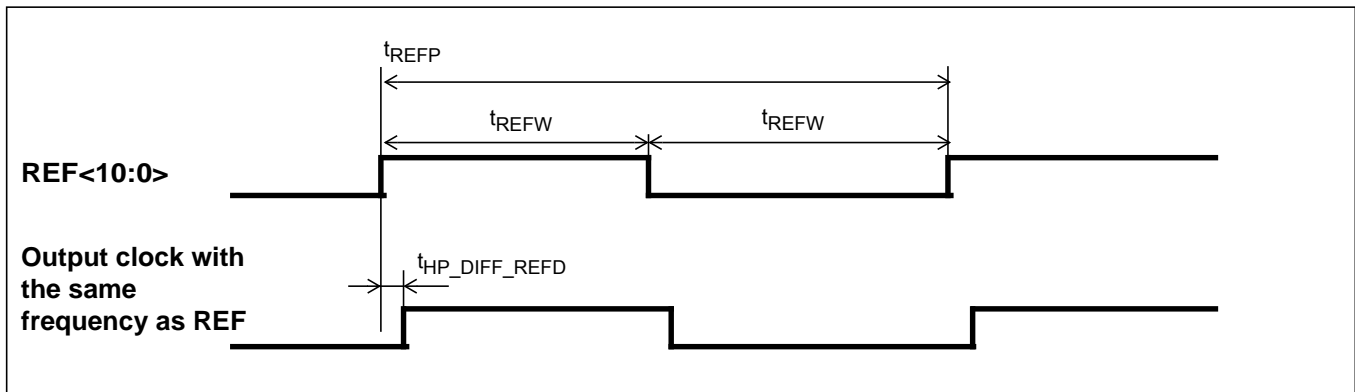 tREFP
tREFW
tREFW
REF<10:0>
Output clock with
the same
frequency as REF
tHP_DIFF_REFD